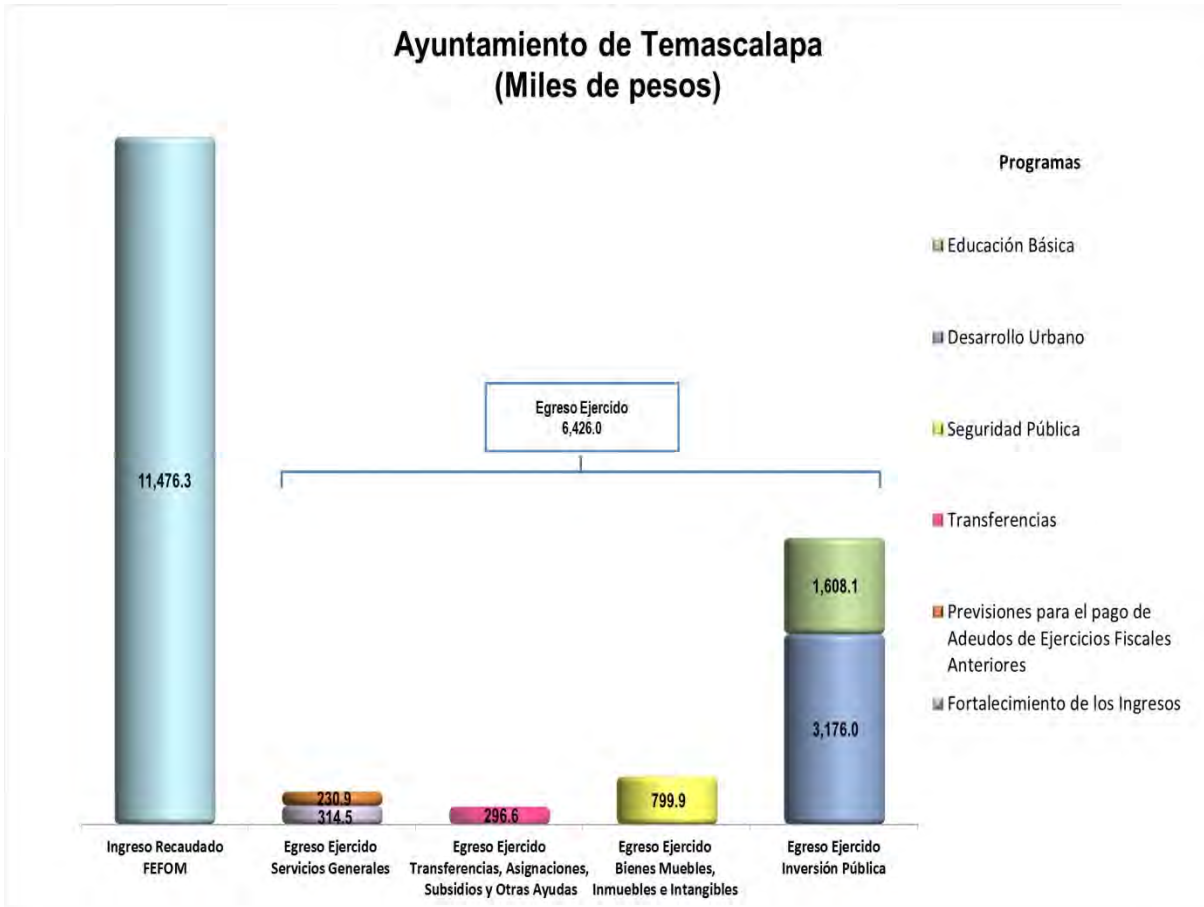 Ayuntamiento de Temascalapa
(Miles de pesos)
Programas
Educación Básica
Desarrollo Urbano
Seguridad Pública
Transferencias
Previsiones para el pago de
Adeudos de Ejercicios Fiscales
Anteriores
Fortalecimiento de los Ingresos
Egreso Ejercido
6,426.0
11,476.3
230.9
314.5
296.6
799.9
1,608.1
3,176.0
Ingreso Recaudado
FEFOM
Egreso Ejercido
Servicios Generales
Egreso Ejercido
Transferencias, Asignaciones,
Subsidios y Otras Ayudas
Egreso Ejercido
Bienes Muebles,
Inmuebles e Intangibles
Egreso Ejercido
Inversión Pública